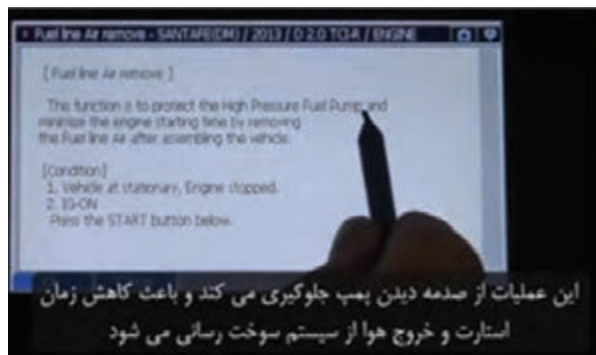 Fuel line Air remove - SANTAFE(DM) / 2013 / D 2.0 TCI-R / ENGINE
[ Fuel line Air remove ]
This function is to protect the High Pressure Fuel Pump and
minimize the engine starting time by removing
the Fuel line Air after assembling the vehicle.
[Condition]
1. Vehicle at stationary, Engine stopped.
2. IG-ON
Press the START button below.
این عملیات از صدمه دیدن پمپ جلوگیری می کند و باعث کاهش زمان
استارت و خروج هوا از سیستم سوخت رسانی می شود